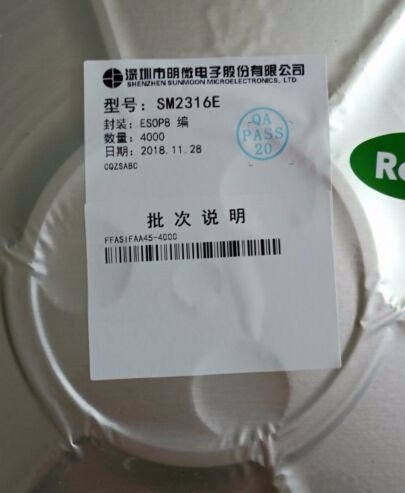 深圳市明微电子股份有限公司
SHENZHEN SUNMOON MICROELECTRONICS CO., LTD.
型号: SM2316E
封装: ESOP8 编
数量: 4000
日期: 2018.11.28
CQZSABC
QA
PASS
20
Ro
批次说明
FFASIFAA45-4000